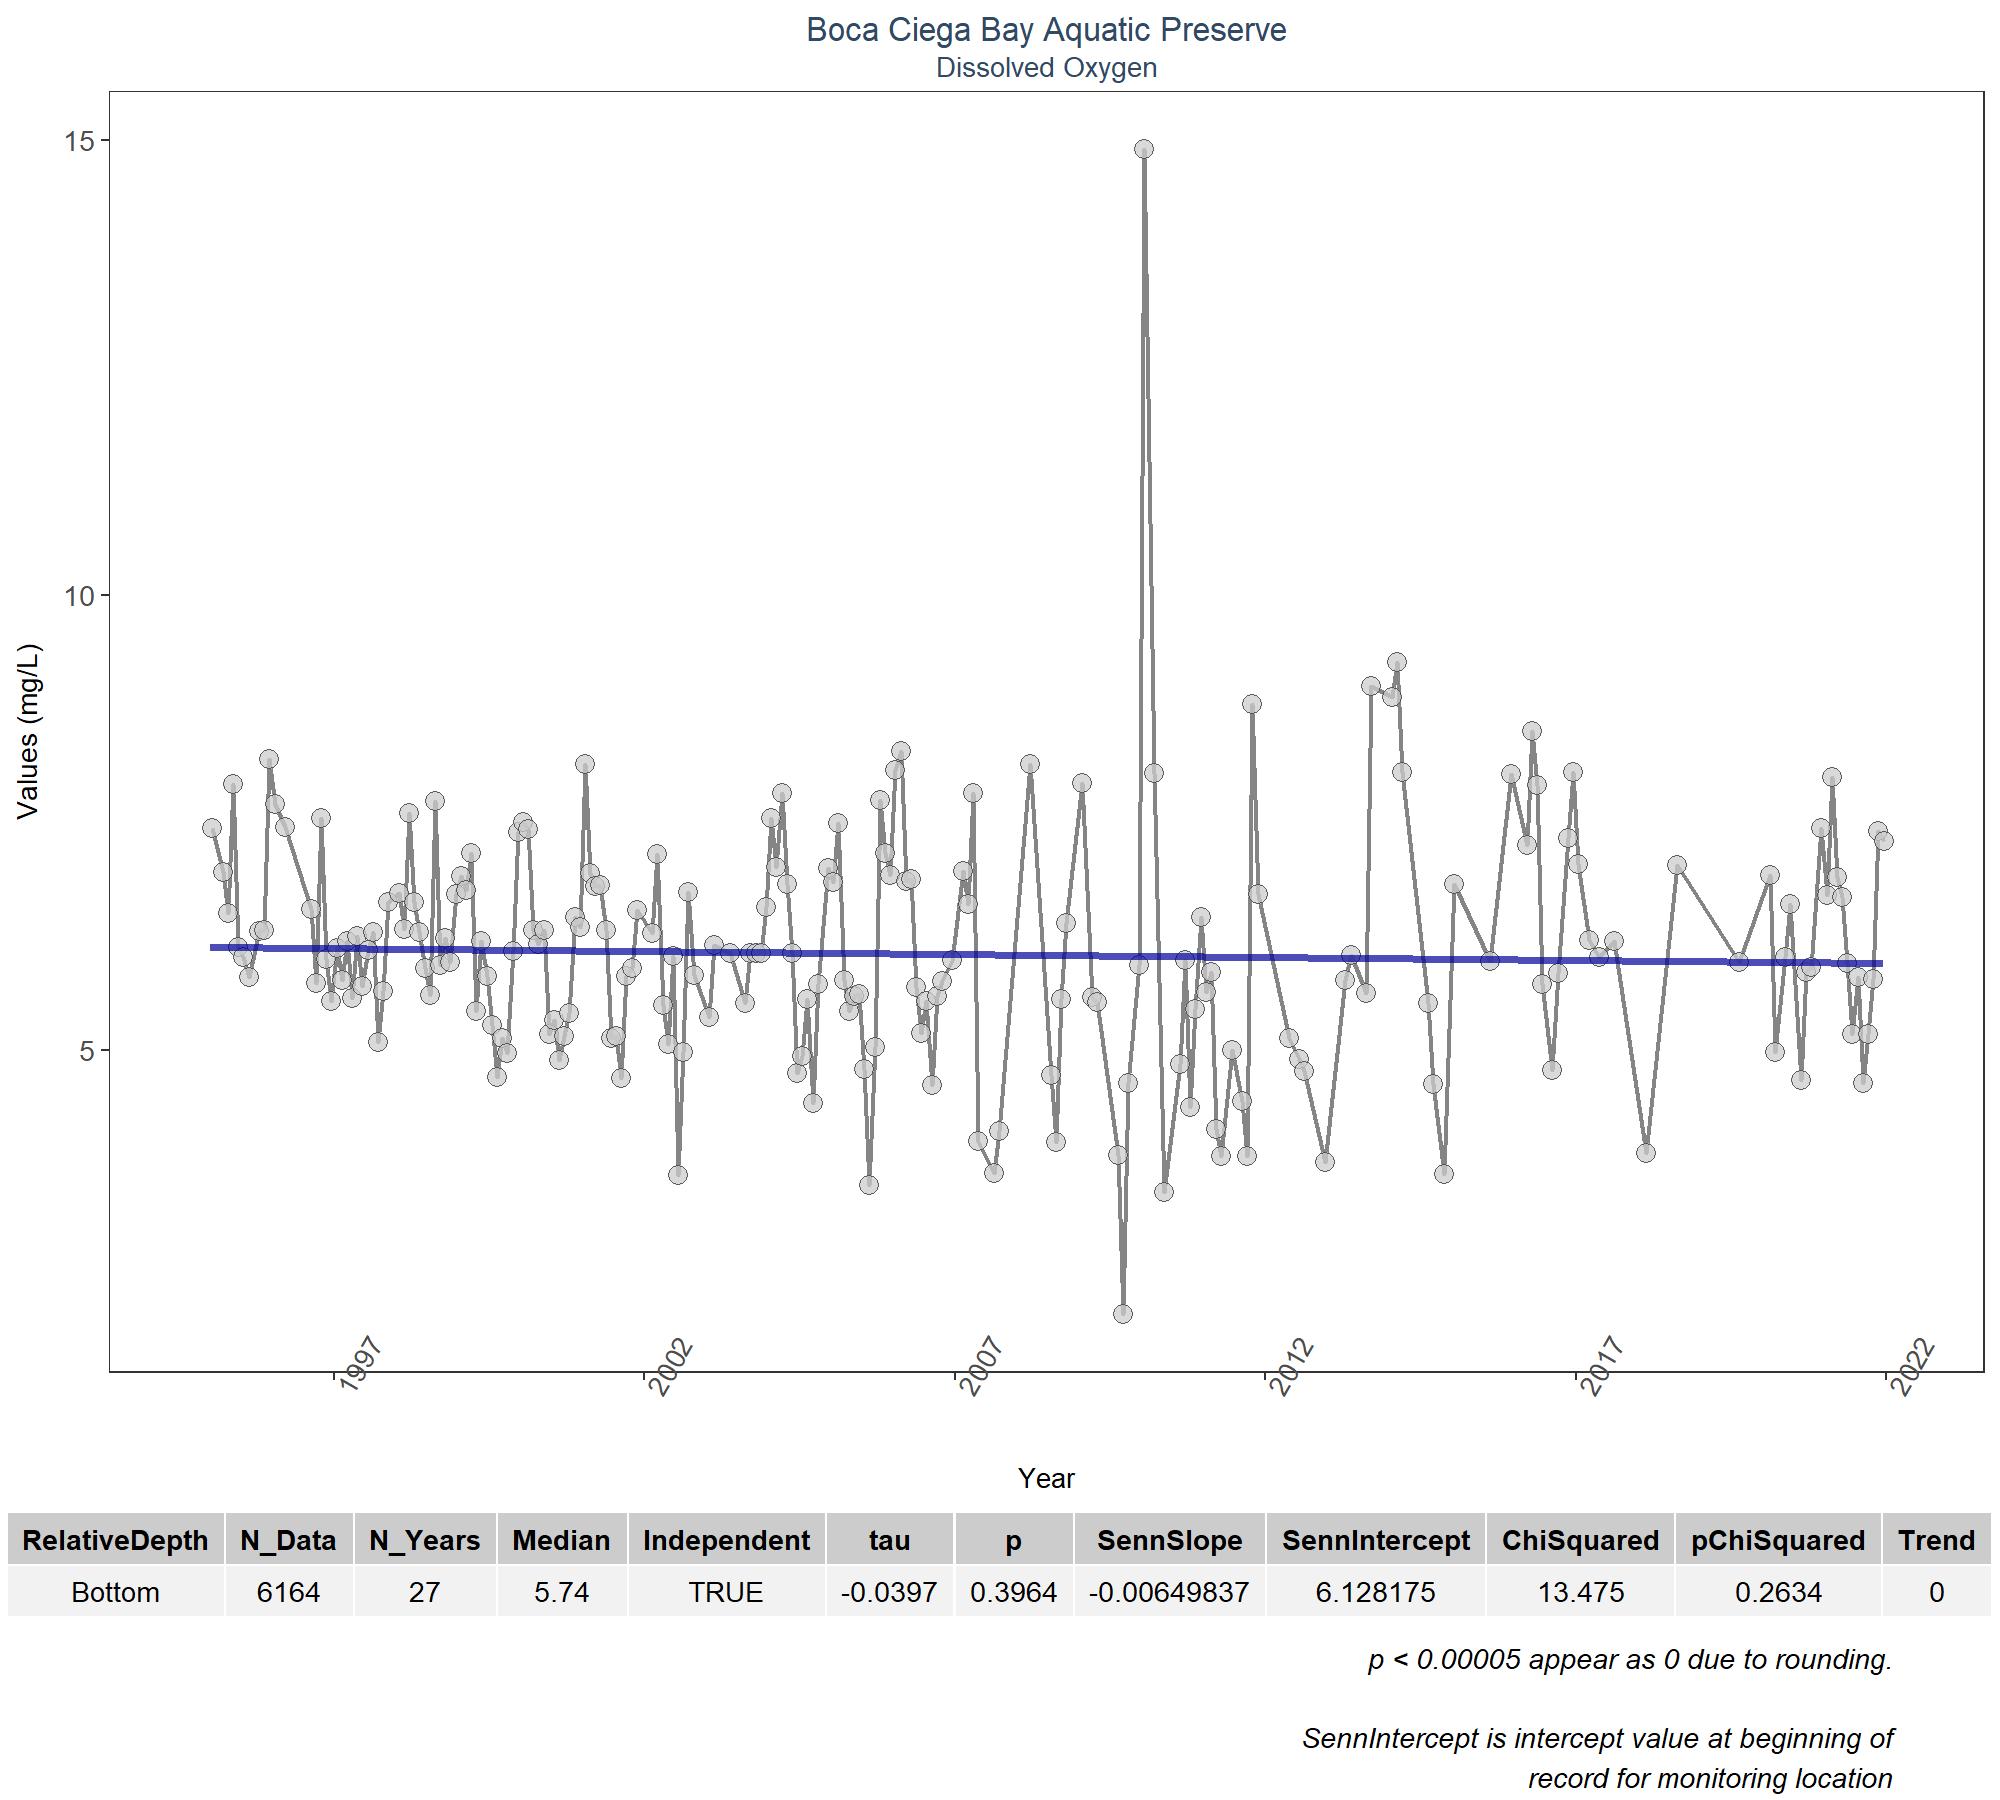 Boca Ciega Bay Aquatic Preserve
Dissolved Oxygen
15
10
5
Values (mg/L)
1997
2002
2007
2012
2017
2022
Year
RelativeDepth N_Data N_Years Median Independent tau p SennSlope SennIntercept ChiSquared pChiSquared Trend
Bottom 6164 27 5.74 TRUE -0.0397 0.3964 -0.00649837 6.128175 13.475 0.2634 0
p < 0.00005 appear as 0 due to rounding.
SennIntercept is intercept value at beginning of
record for monitoring location